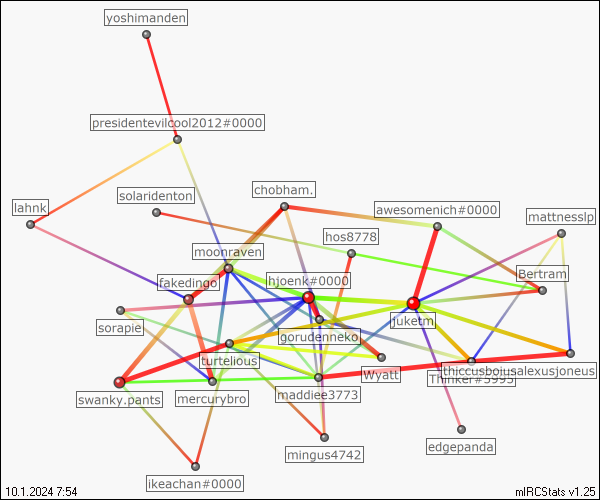 yoshimanden
presidentevilcool2012#0000
solaridenton
chobham.
lahnk
awesomenich#0000
mattnesslp
hos8778
moonraven
fakedingo
hjoenk#0000
Bertram
sorapie
gorudenneko
juketm
turtelious
Wyatt
Thinker#5995
thiccusbojusalexusjoneus
swanky.pants
mercurybro
maddiee3773
edgepanda
mingus4742
ikeachan#0000
10.1.2024 7:54
mIRCStats v1.25